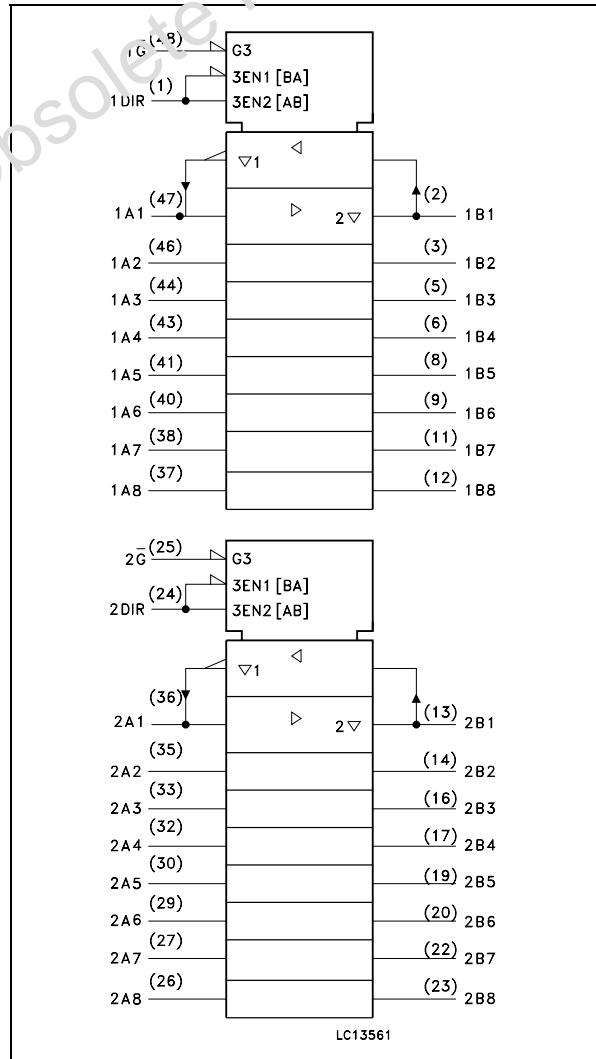 obsolete
1G̅ (48) G3
3EN1 [BA]
1DIR (1) 3EN2 [AB]
▽1 ◁
1A1 (47) ▷ 2▽ (2) 1B1
1A2 (46) (3) 1B2
1A3 (44) (5) 1B3
1A4 (43) (6) 1B4
1A5 (41) (8) 1B5
1A6 (40) (9) 1B6
1A7 (38) (11) 1B7
1A8 (37) (12) 1B8
2G̅ (25) G3
3EN1 [BA]
2DIR (24) 3EN2 [AB]
▽1 ◁
2A1 (36) ▷ 2▽ (13) 2B1
2A2 (35) (14) 2B2
2A3 (33) (16) 2B3
2A4 (32) (17) 2B4
2A5 (30) (19) 2B5
2A6 (29) (20) 2B6
2A7 (27) (22) 2B7
2A8 (26) (23) 2B8
LC13561